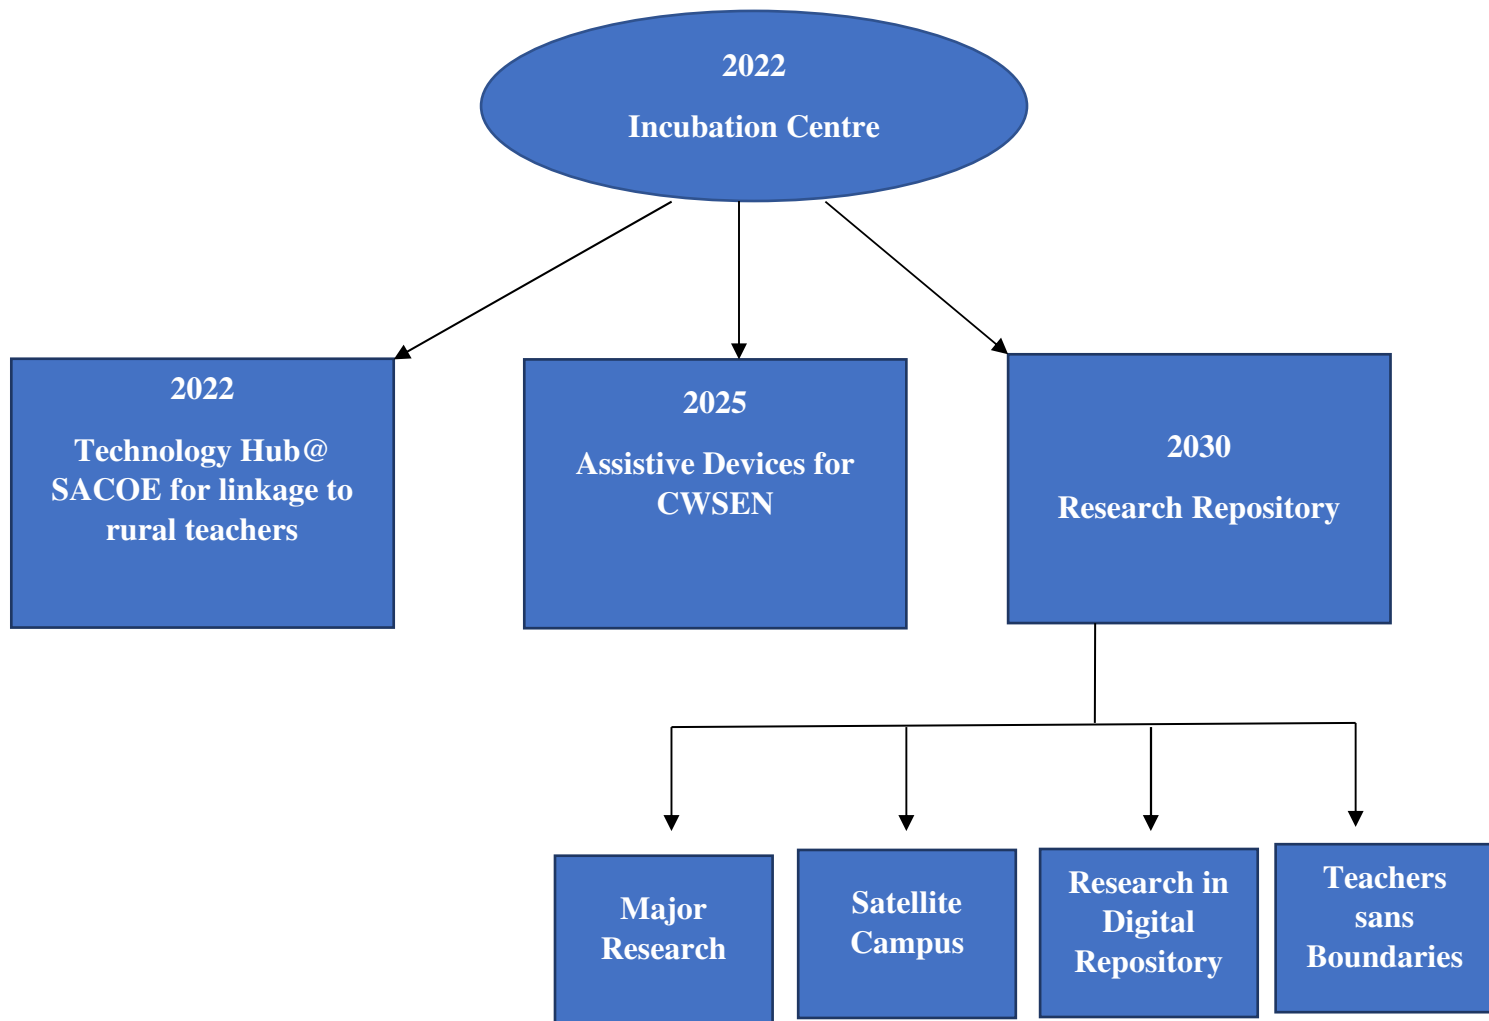 2022
Incubation Centre
2022
Technology Hub@
SACOE for linkage to
rural teachers
2025
Assistive Devices for
CWSEN
2030
Research Repository
Major
Research
Satellite
Campus
Research in
Digital
Repository
Teachers
sans
Boundaries